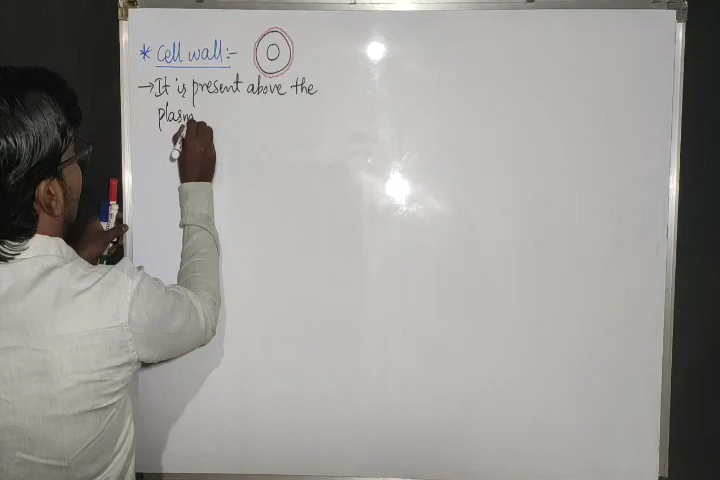 * Cell wall:-
→ It is present above the
plasm